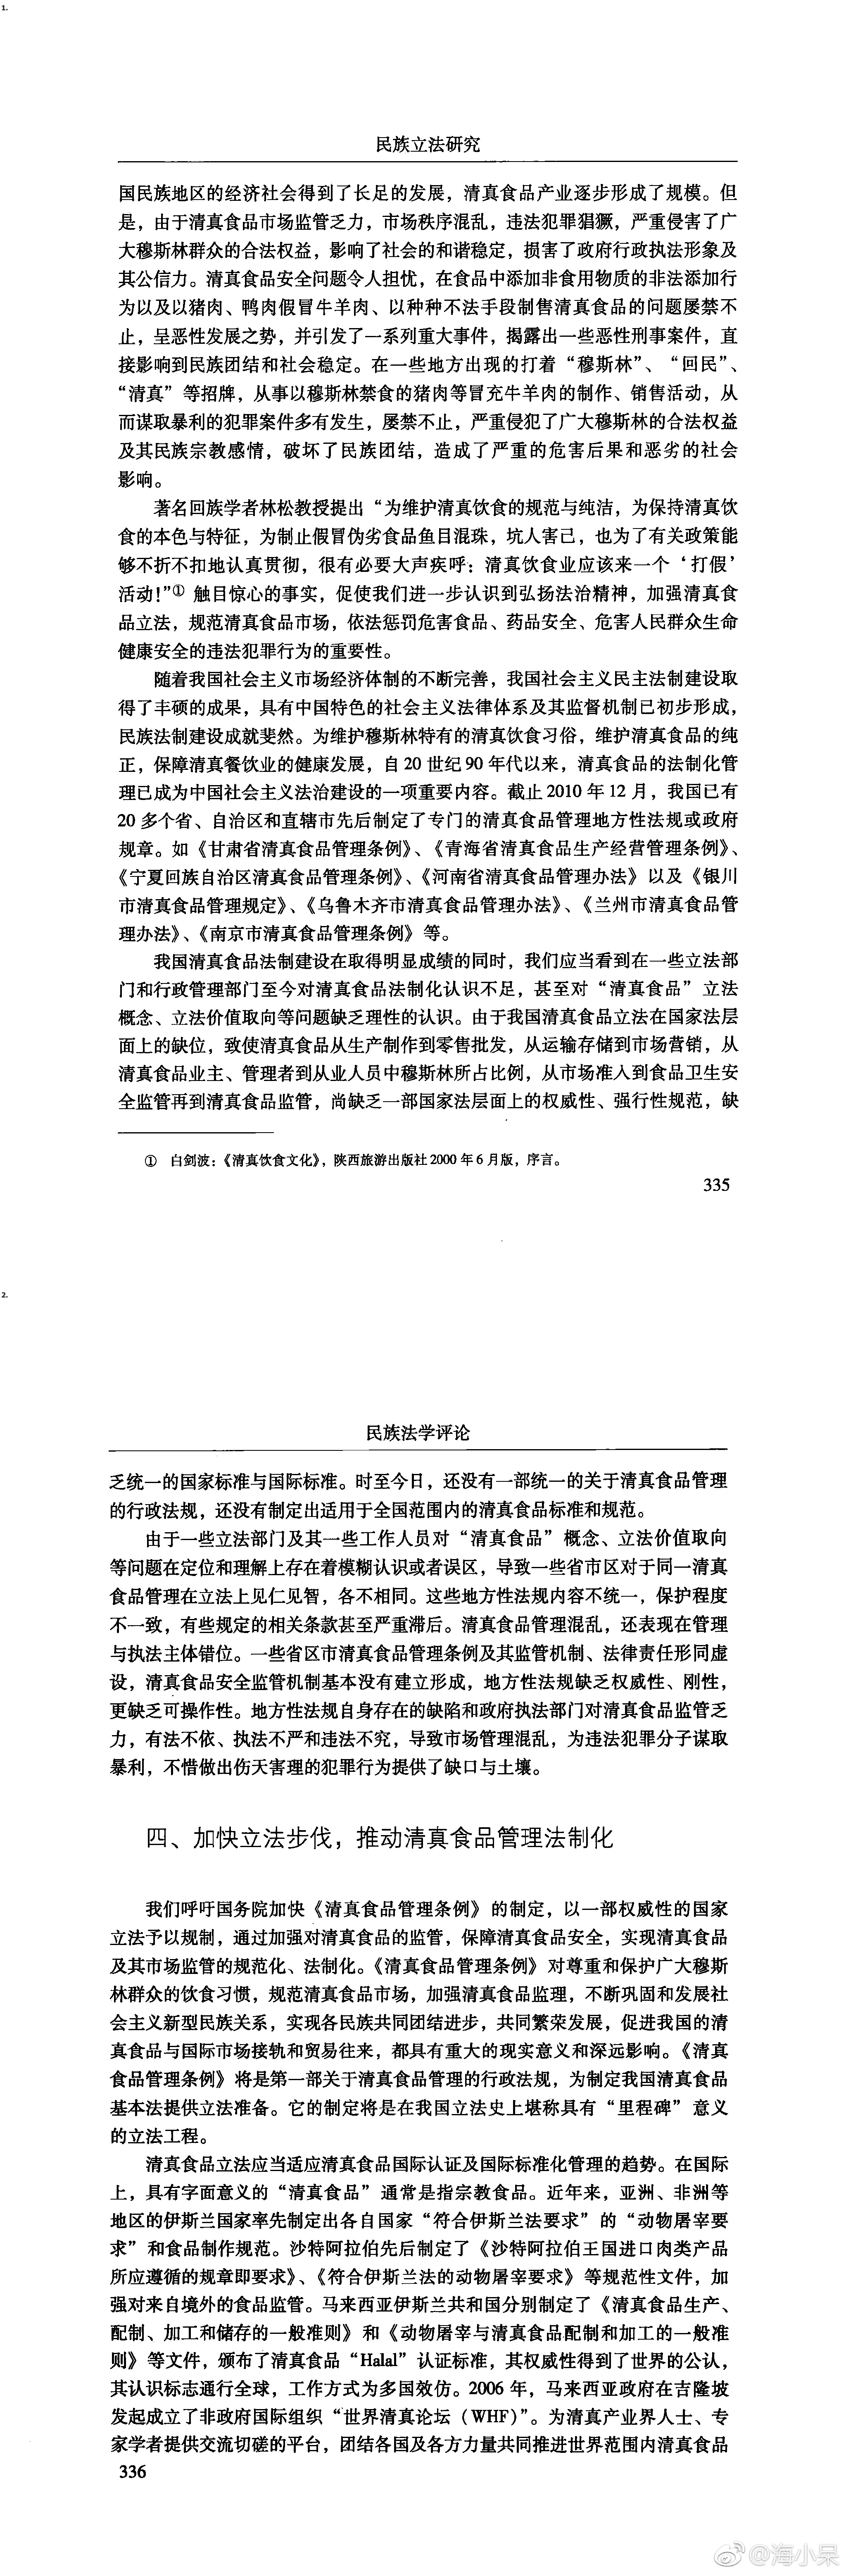 1.
民族立法研究
国民族地区的经济社会得到了长足的发展，清真食品产业逐步形成了规模。但
是，由于清真食品市场监管乏力，市场秩序混乱，违法犯罪猖獗，严重侵害了广
大穆斯林群众的合法权益，影响了社会的和谐稳定，损害了政府行政执法形象及
其公信力。清真食品安全问题令人担忧，在食品中添加非食用物质的非法添加行
为以及以猪肉、鸭肉假冒牛羊肉、以种种不法手段制售清真食品的问题屡禁不
止，呈恶性发展之势，并引发了一系列重大事件，揭露出一些恶性刑事案件，直
接影响到民族团结和社会稳定。在一些地方出现的打着“穆斯林”、“回民”、
“清真”等招牌，从事以穆斯林禁食的猪肉等冒充牛羊肉的制作、销售活动，从
而谋取暴利的犯罪案件多有发生，屡禁不止，严重侵犯了广大穆斯林的合法权益
及其民族宗教感情，破坏了民族团结，造成了严重的危害后果和恶劣的社会
影响。
著名回族学者林松教授提出“为维护清真饮食的规范与纯洁，为保持清真饮
食的本色与特征，为制止假冒伪劣食品鱼目混珠，坑人害己，也为了有关政策能
够不折不扣地认真贯彻，很有必要大声疾呼：清真饮食业应该来一个‘打假’
活动！”① 触目惊心的事实，促使我们进一步认识到弘扬法治精神，加强清真食
品立法，规范清真食品市场，依法惩罚危害食品、药品安全、危害人民群众生命
健康安全的违法犯罪行为的重要性。
随着我国社会主义市场经济体制的不断完善，我国社会主义民主法制建设取
得了丰硕的成果，具有中国特色的社会主义法律体系及其监督机制已初步形成，
民族法制建设成就斐然。为维护穆斯林特有的清真饮食习俗，维护清真食品的纯
正，保障清真餐饮业的健康发展，自20世纪90年代以来，清真食品的法制化管
理已成为中国社会主义法治建设的一项重要内容。截止2010年12月，我国已有
20多个省、自治区和直辖市先后制定了专门的清真食品管理地方性法规或政府
规章。如《甘肃省清真食品管理条例》、《青海省清真食品生产经营管理条例》、
《宁夏回族自治区清真食品管理条例》、《河南省清真食品管理办法》以及《银川
市清真食品管理规定》、《乌鲁木齐市清真食品管理办法》、《兰州市清真食品管
理办法》、《南京市清真食品管理条例》等。
我国清真食品法制建设在取得明显成绩的同时，我们应当看到在一些立法部
门和行政管理部门至今对清真食品法制化认识不足，甚至对“清真食品”立法
概念、立法价值取向等问题缺乏理性的认识。由于我国清真食品立法在国家法层
面上的缺位，致使清真食品从生产制作到零售批发，从运输存储到市场营销，从
清真食品业主、管理者到从业人员中穆斯林所占比例，从市场准入到食品卫生安
全监管再到清真食品监管，尚缺乏一部国家法层面上的权威性、强行性规范，缺
① 白剑波：《清真饮食文化》，陕西旅游出版社2000年6月版，序言。
335
2.
民族法学评论
乏统一的国家标准与国际标准。时至今日，还没有一部统一的关于清真食品管理
的行政法规，还没有制定出适用于全国范围内的清真食品标准和规范。
由于一些立法部门及其一些工作人员对“清真食品”概念、立法价值取向
等问题在定位和理解上存在着模糊认识或者误区，导致一些省市区对于同一清真
食品管理在立法上见仁见智，各不相同。这些地方性法规内容不统一，保护程度
不一致，有些规定的相关条款甚至严重滞后。清真食品管理混乱，还表现在管理
与执法主体错位。一些省区市清真食品管理条例及其监管机制、法律责任形同虚
设，清真食品安全监管机制基本没有建立形成，地方性法规缺乏权威性、刚性，
更缺乏可操作性。地方性法规自身存在的缺陷和政府执法部门对清真食品监管乏
力，有法不依、执法不严和违法不究，导致市场管理混乱，为违法犯罪分子谋取
暴利，不惜做出伤天害理的犯罪行为提供了缺口与土壤。
四、加快立法步伐，推动清真食品管理法制化
我们呼吁国务院加快《清真食品管理条例》的制定，以一部权威性的国家
立法予以规制，通过加强对清真食品的监管，保障清真食品安全，实现清真食品
及其市场监管的规范化、法制化。《清真食品管理条例》对尊重和保护广大穆斯
林群众的饮食习惯，规范清真食品市场，加强清真食品监理，不断巩固和发展社
会主义新型民族关系，实现各民族共同团结进步，共同繁荣发展，促进我国的清
真食品与国际市场接轨和贸易往来，都具有重大的现实意义和深远影响。《清真
食品管理条例》将是第一部关于清真食品管理的行政法规，为制定我国清真食品
基本法提供立法准备。它的制定将是在我国立法史上堪称具有“里程碑”意义
的立法工程。
清真食品立法应当适应清真食品国际认证及国际标准化管理的趋势。在国际
上，具有字面意义的“清真食品”通常是指宗教食品。近年来，亚洲、非洲等
地区的伊斯兰国家率先制定出各自国家“符合伊斯兰法要求”的“动物屠宰要
求”和食品制作规范。沙特阿拉伯先后制定了《沙特阿拉伯王国进口肉类产品
所应遵循的规章即要求》、《符合伊斯兰法的动物屠宰要求》等规范性文件，加
强对来自境外的食品监管。马来西亚伊斯兰共和国分别制定了《清真食品生产、
配制、加工和储存的一般准则》和《动物屠宰与清真食品配制和加工的一般准
则》等文件，颁布了清真食品“Halal”认证标准，其权威性得到了世界的公认，
其认识标志通行全球，工作方式为多国效仿。2006年，马来西亚政府在吉隆坡
发起成立了非政府国际组织“世界清真论坛（WHF）”。为清真产业界人士、专
家学者提供交流切磋的平台，团结各国及各方力量共同推进世界范围内清真食品
336
@海小呆